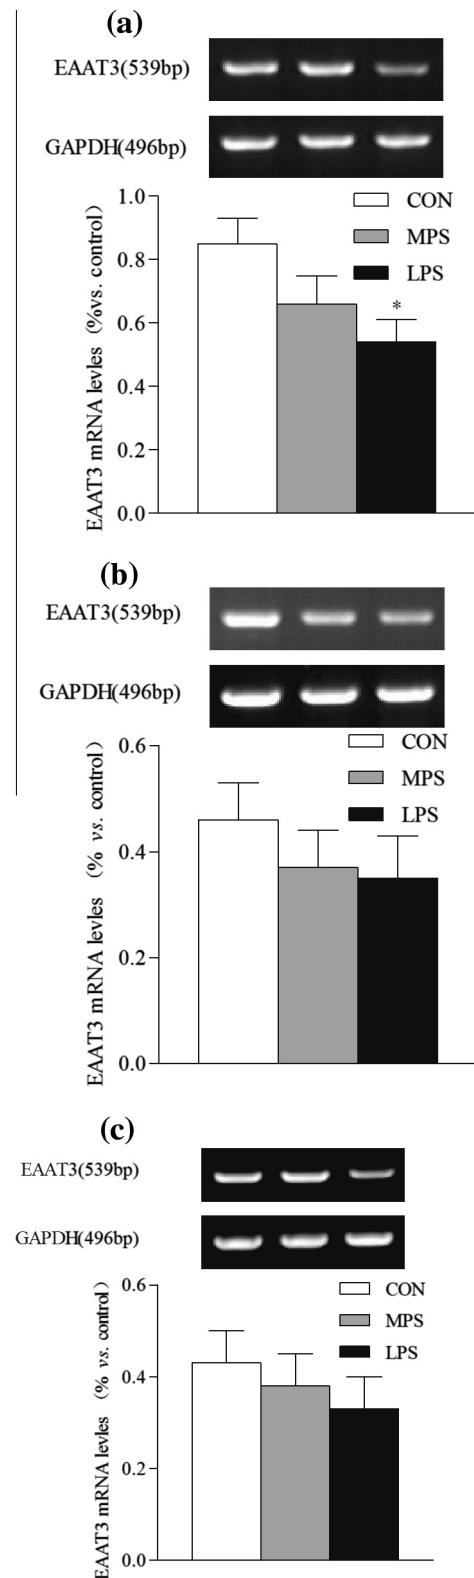 (a)
EAAT3(539bp)
GAPDH(496bp)
EAAT3 mRNA levles (%vs. control)
1.0
0.8
0.6
0.4
0.2
0.0
CON
MPS
LPS
*
(b)
EAAT3(539bp)
GAPDH(496bp)
EAAT3 mRNA levles (% vs. control)
0.6
0.4
0.2
0.0
CON
MPS
LPS
(c)
EAAT3(539bp)
GAPDH(496bp)
EAAT3 mRNA levles (% vs. control)
0.6
0.4
0.2
0.0
CON
MPS
LPS